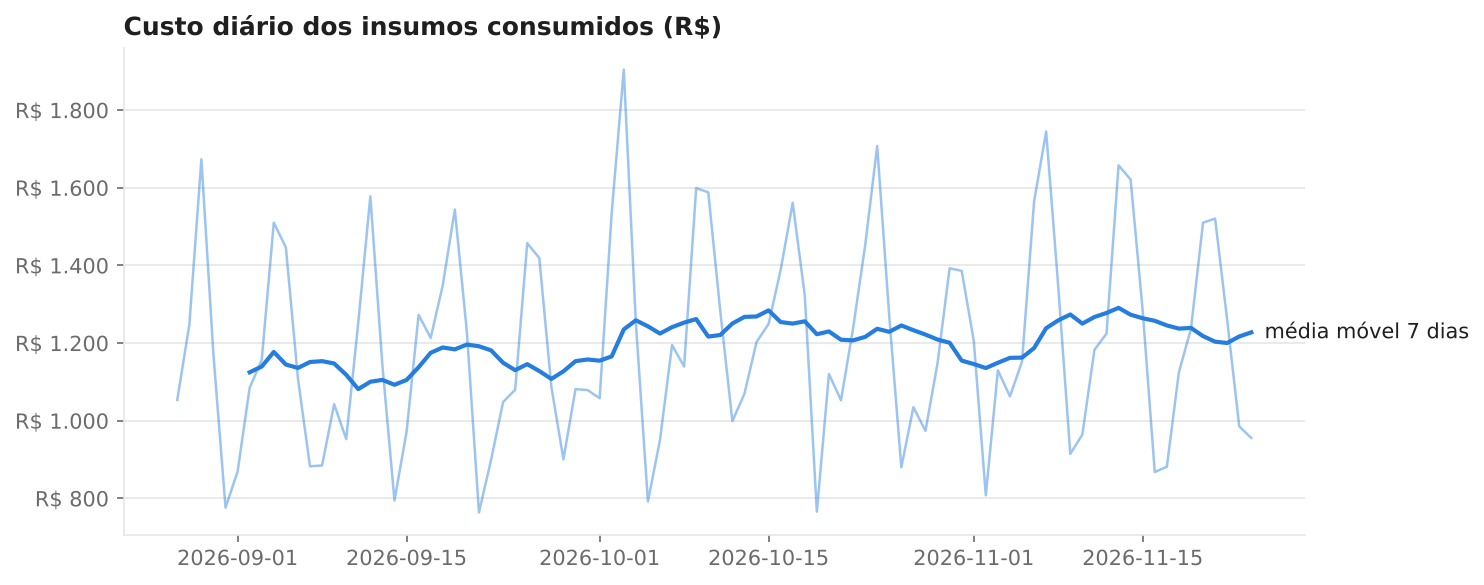 Custo diário dos insumos consumidos (R$)
R$ 1.800
R$ 1.600
R$ 1.400
R$ 1.200
R$ 1.000
R$ 800
média móvel 7 dias
2026-09-01
2026-09-15
2026-10-01
2026-10-15
2026-11-01
2026-11-15